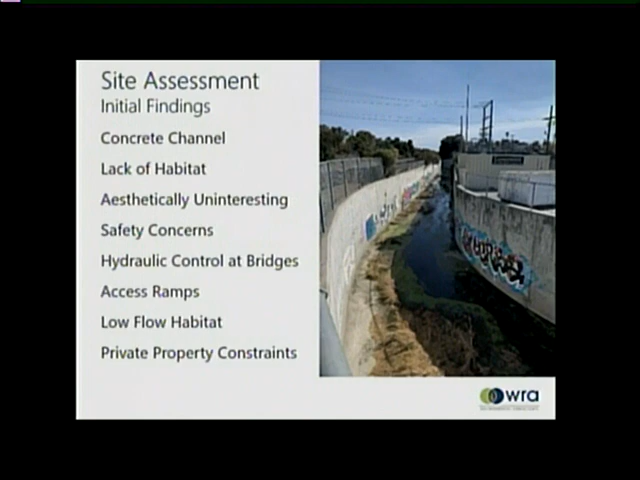 Site Assessment
Initial Findings
Concrete Channel
Lack of Habitat
Aesthetically Uninteresting
Safety Concerns
Hydraulic Control at Bridges
Access Ramps
Low Flow Habitat
Private Property Constraints
wra